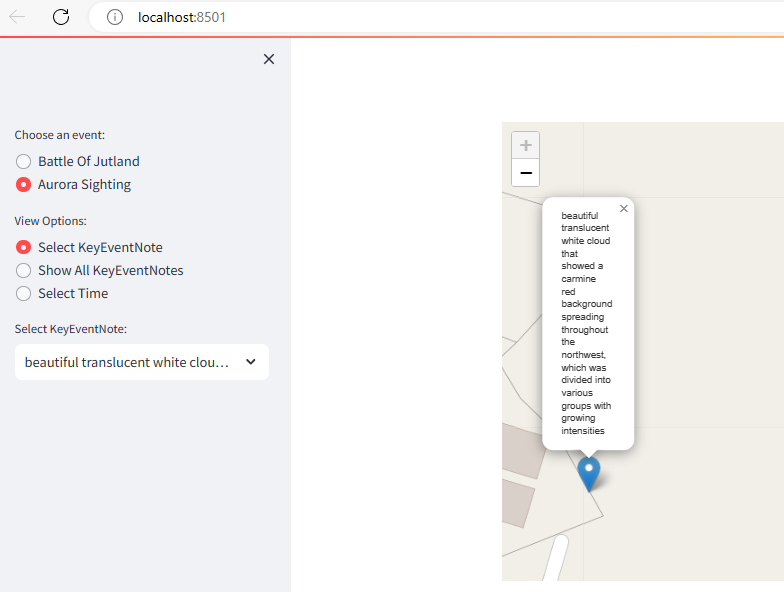 localhost:8501
Choose an event:
Battle Of Jutland
Aurora Sighting
View Options:
Select KeyEventNote
Show All KeyEventNotes
Select Time
Select KeyEventNote:
beautiful translucent white clou...
+
−
×
beautiful
translucent
white cloud
that
showed a
carmine
red
background
spreading
throughout
the
northwest,
which was
divided into
various
groups with
growing
intensities